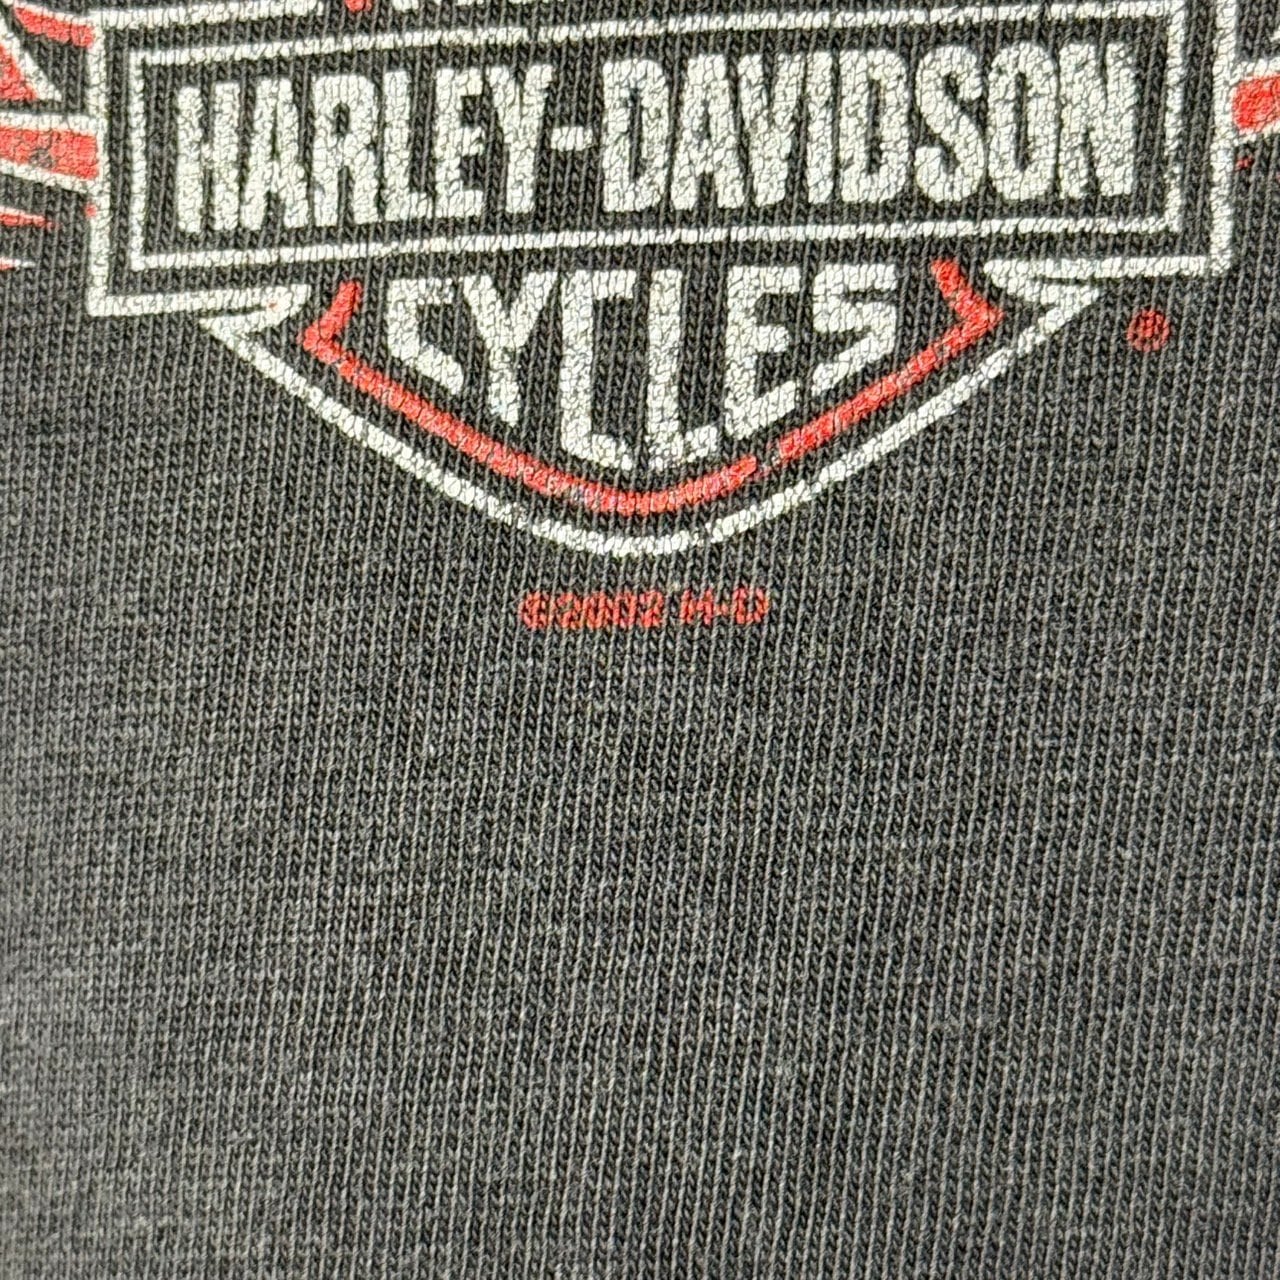 HARLEY-DAVIDSON
CYCLES
®
©2002 H-D